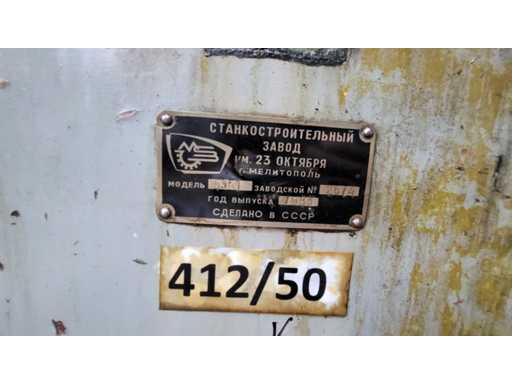 СТАНКОСТРОИТЕЛЬНЫЙ
ЗАВОД
ИМ. 23 ОКТЯБРЯ
Г. МЕЛИТОПОЛЬ
МОДЕЛЬ ЗАВОДСКОЙ №
ГОД ВЫПУСКА
СДЕЛАНО В СССР
412/50